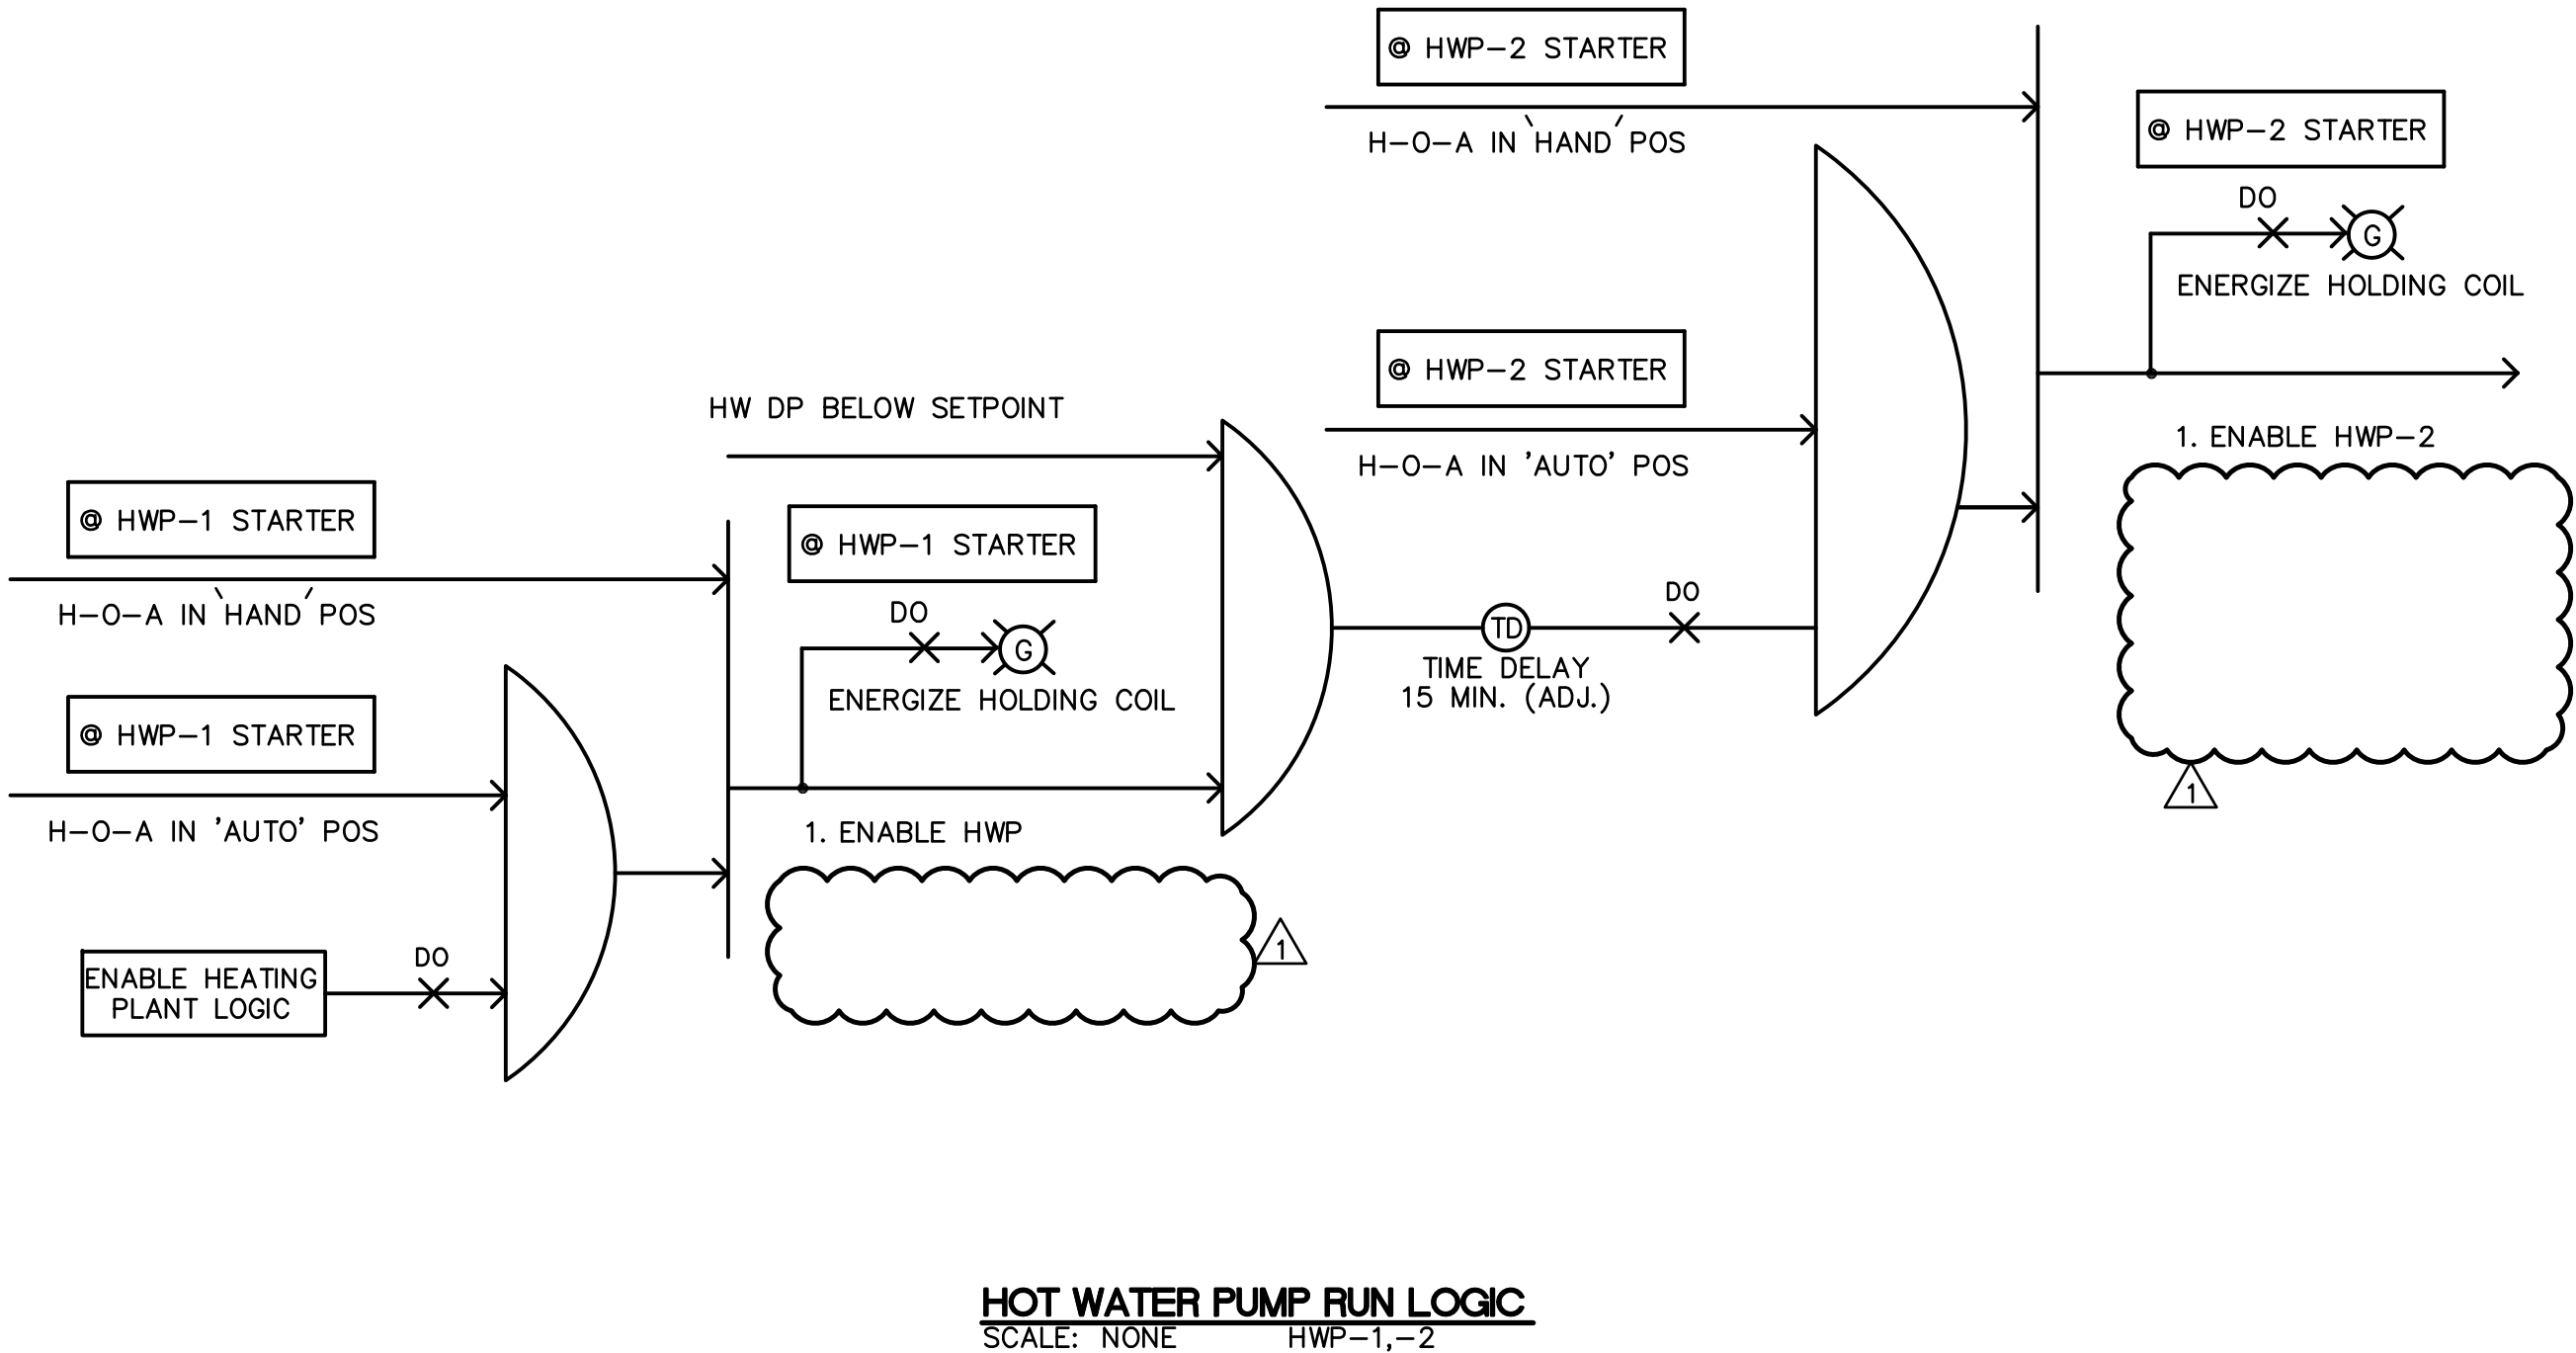 @ HWP-2 STARTER
H-O-A IN `HAND´ POS
@ HWP-2 STARTER
DO
G
ENERGIZE HOLDING COIL
@ HWP-2 STARTER
H-O-A IN 'AUTO' POS
1. ENABLE HWP-2
HW DP BELOW SETPOINT
@ HWP-1 STARTER
H-O-A IN `HAND´ POS
@ HWP-1 STARTER
DO
G
ENERGIZE HOLDING COIL
DO
TD
TIME DELAY
15 MIN. (ADJ.)
1
@ HWP-1 STARTER
H-O-A IN 'AUTO' POS
1. ENABLE HWP
1
ENABLE HEATING
PLANT LOGIC
DO
HOT WATER PUMP RUN LOGIC
SCALE: NONE HWP-1,-2